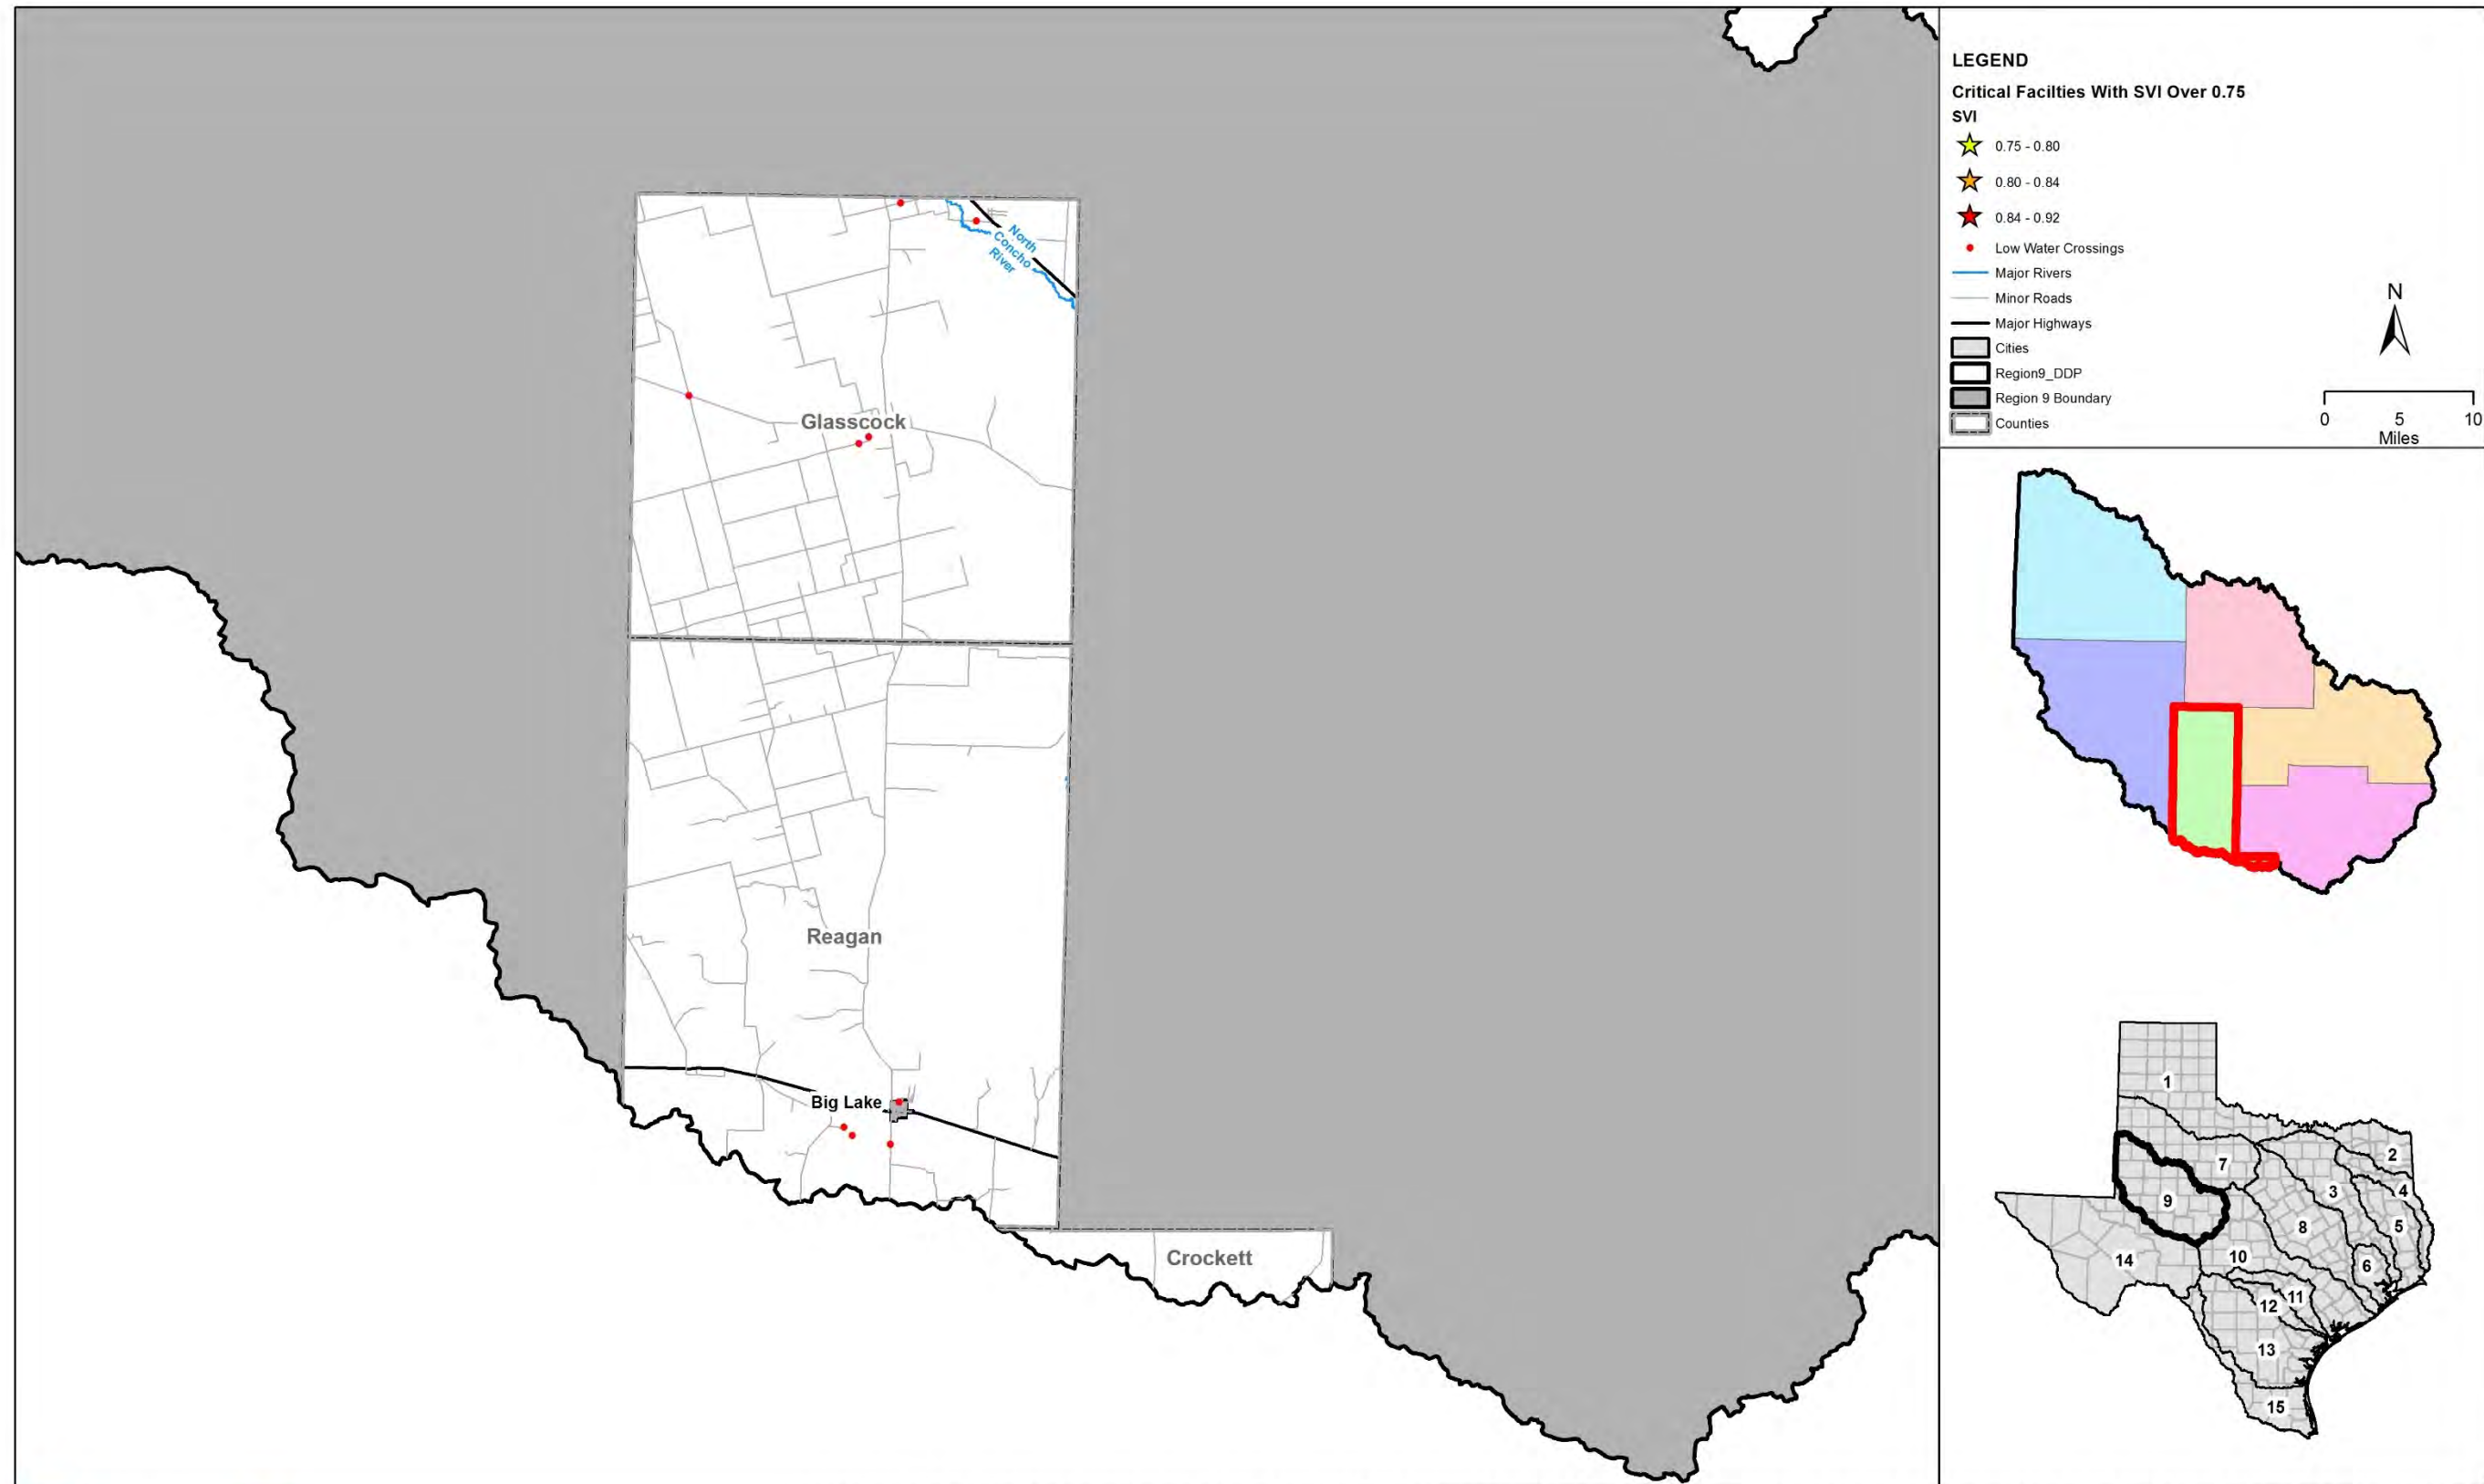 North
Concho
River
Glasscock
Reagan
Big Lake
Crockett
LEGEND
Critical Facilties With SVI Over 0.75
SVI
0.75 - 0.80
0.80 - 0.84
0.84 - 0.92
Low Water Crossings
Major Rivers
Minor Roads
Major Highways
Cities
Region9_DDP
Region 9 Boundary
Counties
N
0 5 10
Miles
1
2
7
3
4
9
8
5
14
10
6
11
12
13
15